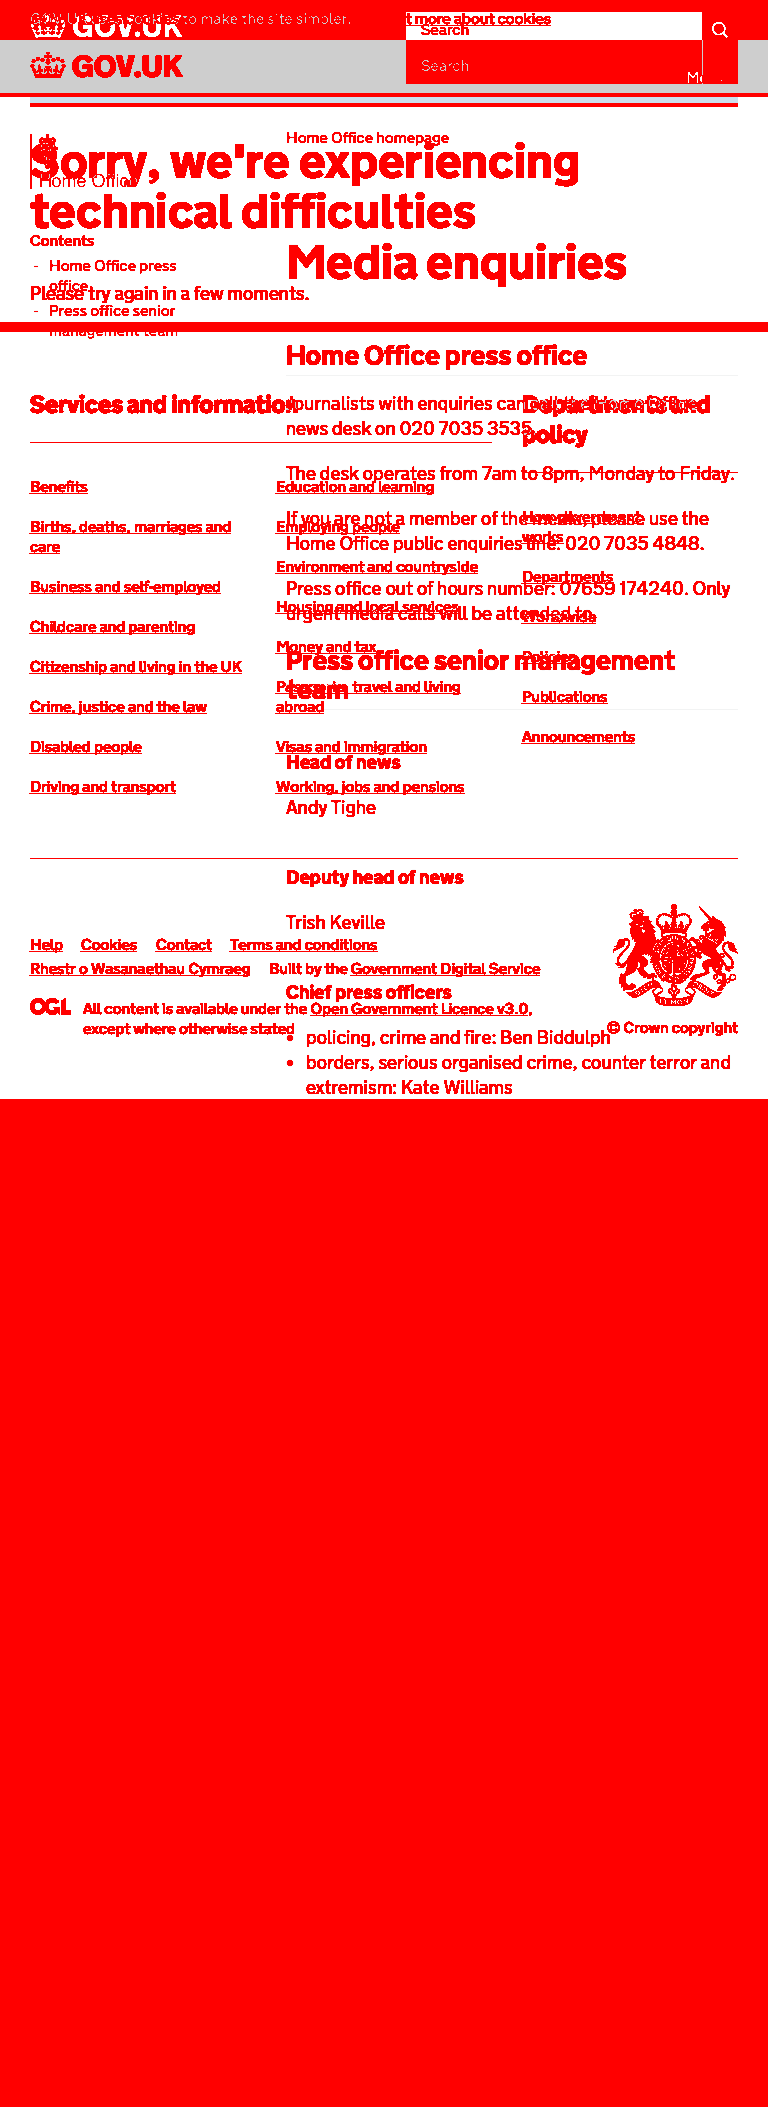 GOV.UK uses cookies to make the site simpler. t more about cookies
GOV.UK
Search
GOV.UK
Search
Home Office homepage
Sorry, we're experiencing
Home Office
technical difficulties
Contents
Media enquiries
- Home Office press
office
Please try again in a few moments.
- Press office senior
management team
Home Office press office
Services and information
Journalists with enquiries can
Departments and
news desk on 020 7035 3535.
policy
The desk operates from 7am to 8pm, Monday to Friday.
Benefits
Education and learning
If you are not a member of the media, please use the
How government
Births, deaths, marriages and
Employing people
care
works
Home Office public enquiries line: 020 7035 4848.
Environment and countryside
Departments
Business and self-employed
Press office out of hours number: 07659 174240. Only
Housing and local services
urgent media calls will be attended to.
Worldwide
Childcare and parenting
Money and tax
Policies
Press office senior management
Citizenship and living in the UK
team
Passports, travel and living
Publications
Crime, justice and the law
abroad
Announcements
Disabled people
Visas and immigration
Head of news
Driving and transport
Working, jobs and pensions
Andy Tighe
Deputy head of news
Trish Keville
Help Cookies Contact Terms and conditions
Rhestr o Wasanaethau Cymraeg Built by the Government Digital Service
Chief press officers
OGL All content is available under the Open Government Licence v3.0,
except where otherwise stated
© Crown copyright
• policing, crime and fire: Ben Biddulph
• borders, serious organised crime, counter terror and
extremism: Kate Williams